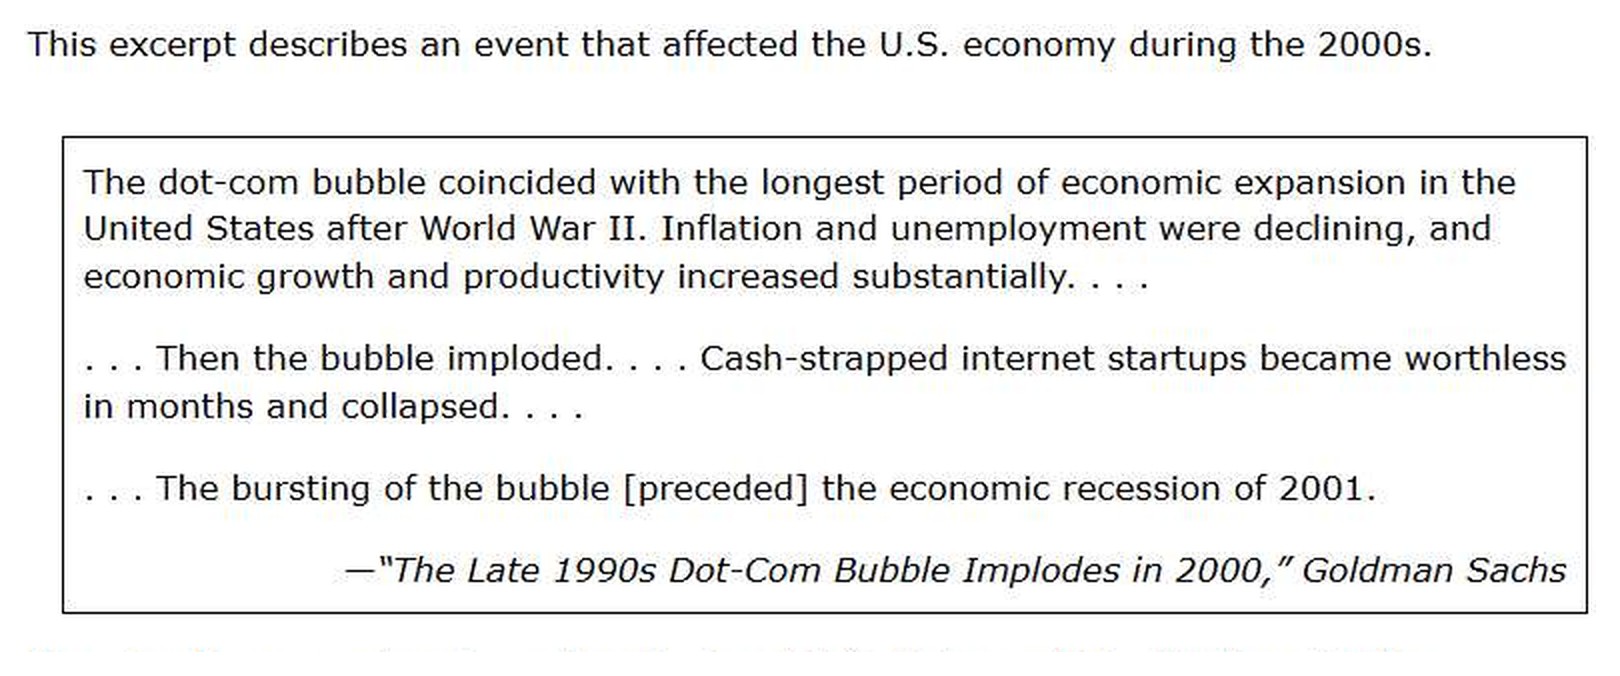 This excerpt describes an event that affected the U.S. economy during the 2000s.
The dot-com bubble coincided with the longest period of economic expansion in the
United States after World War II. Inflation and unemployment were declining, and
economic growth and productivity increased substantially. . . .
. . . Then the bubble imploded. . . . Cash-strapped internet startups became worthless
in months and collapsed. . . .
. . . The bursting of the bubble [preceded] the economic recession of 2001.
—“The Late 1990s Dot-Com Bubble Implodes in 2000,” Goldman Sachs